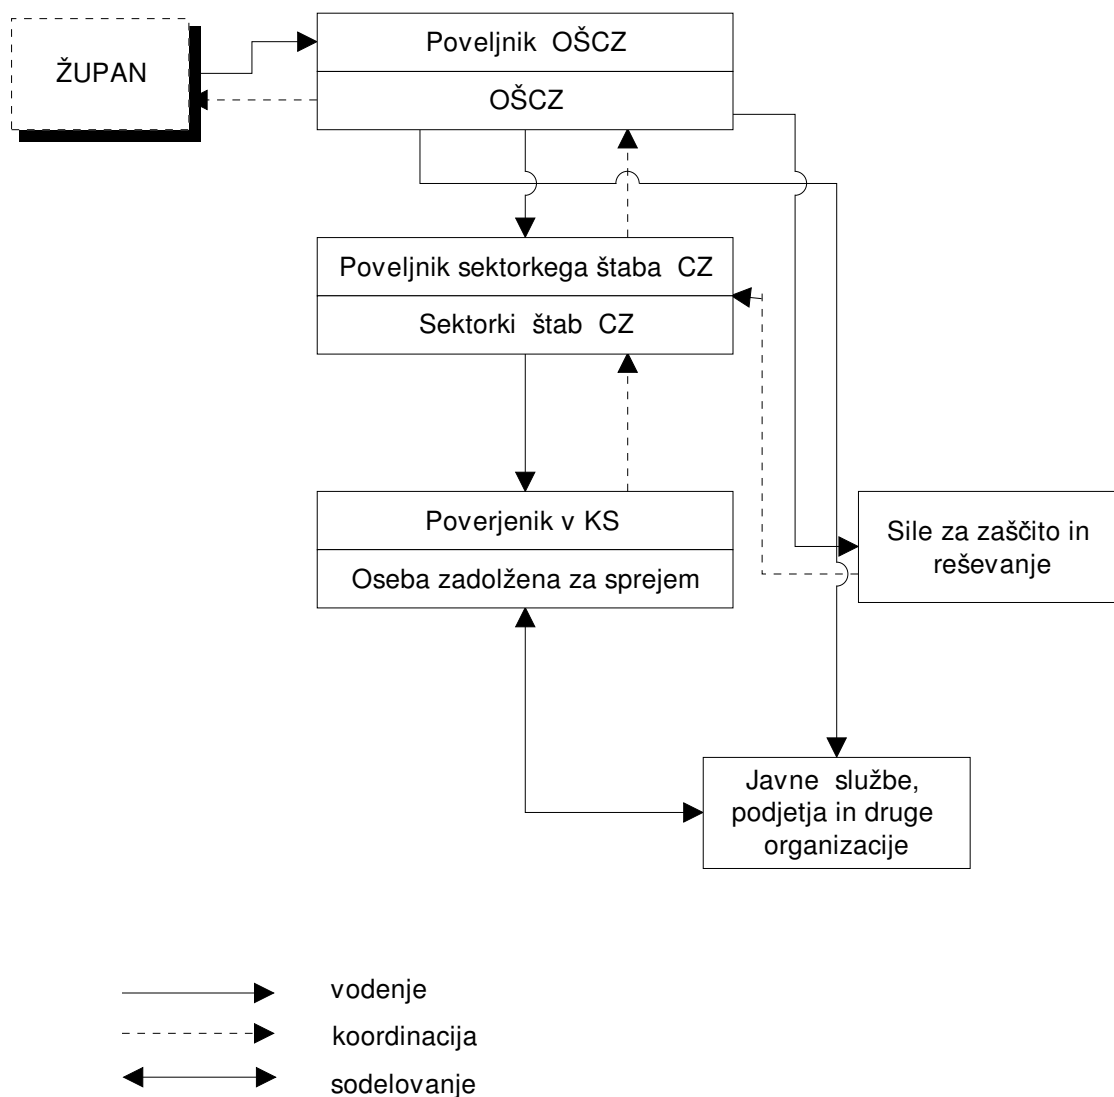 ŽUPAN
Poveljnik OŠCZ
OŠCZ
Poveljnik sektorkega štaba CZ
Sektorki štab CZ
Poverjenik v KS
Oseba zadolžena za sprejem
Sile za zaščito in
reševanje
Javne službe,
podjetja in druge
organizacije
vodenje
koordinacija
sodelovanje